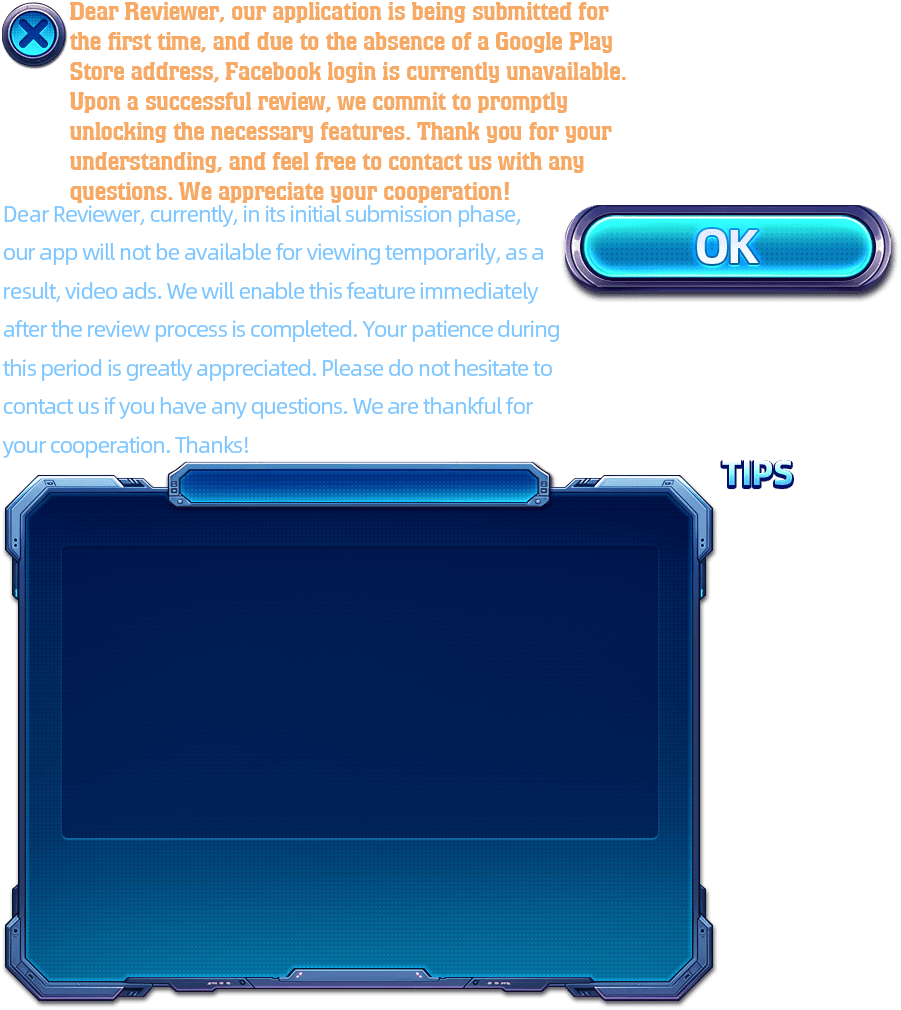 Dear Reviewer, our application is being submitted for
the first time, and due to the absence of a Google Play
Store address, Facebook login is currently unavailable.
Upon a successful review, we commit to promptly
unlocking the necessary features. Thank you for your
understanding, and feel free to contact us with any
questions. We appreciate your cooperation!
Dear Reviewer, currently, in its initial submission phase,
our app will not be available for viewing temporarily, as a
result, video ads. We will enable this feature immediately
after the review process is completed. Your patience during
this period is greatly appreciated. Please do not hesitate to
contact us if you have any questions. We are thankful for
your cooperation. Thanks!
OK
TIPS